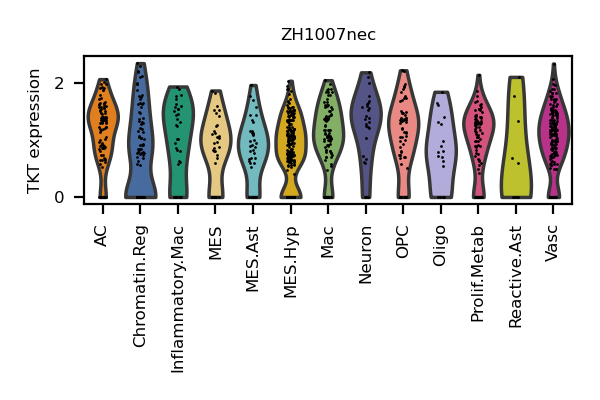 ZH1007nec
TKT expression
2
0
AC
Chromatin.Reg
Inflammatory.Mac
MES
MES.Ast
MES.Hyp
Mac
Neuron
OPC
Oligo
Prolif.Metab
Reactive.Ast
Vasc